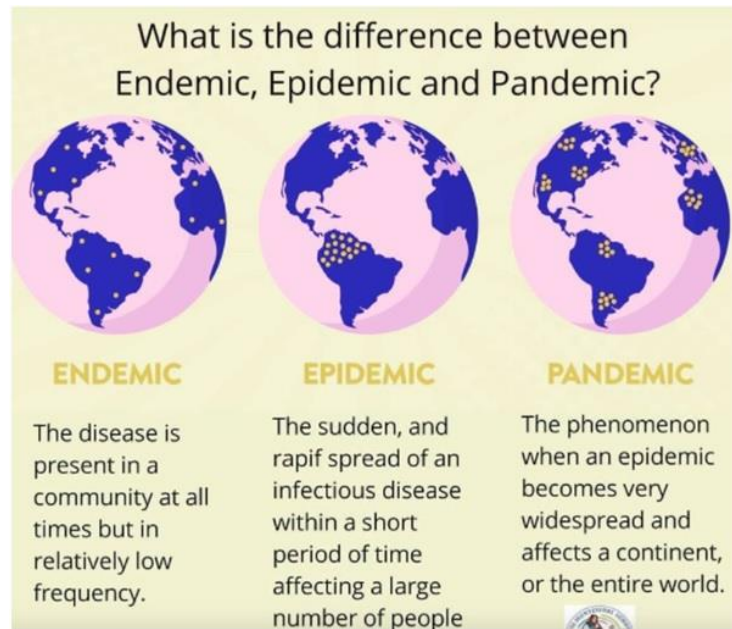 What is the difference between
Endemic, Epidemic and Pandemic?
ENDEMIC
The disease is
present in a
community at all
times but in
relatively low
frequency.
EPIDEMIC
The sudden, and
rapif spread of an
infectious disease
within a short
period of time
affecting a large
number of people
PANDEMIC
The phenomenon
when an epidemic
becomes very
widespread and
affects a continent,
or the entire world.